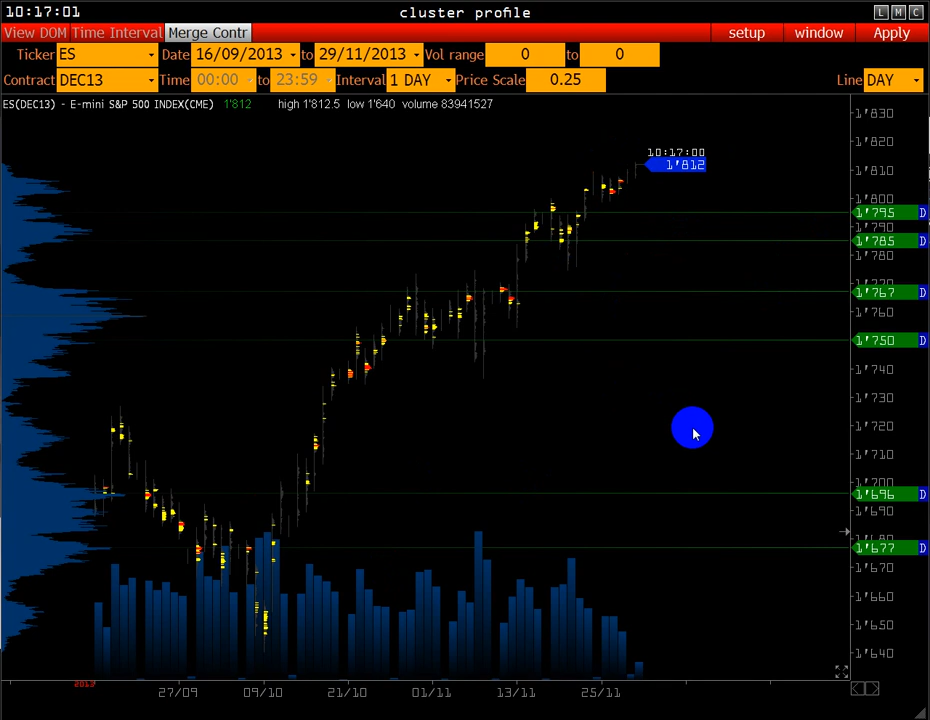 10:17:01 cluster profile L M C
View DOM Time Interval Merge Contr setup window Apply
Ticker ES Date 16/09/2013 to 29/11/2013 Vol range 0 to 0
Contract DEC13 Time 00:00 to 23:59 Interval 1 DAY Price Scale 0.25 Line DAY
ES(DEC13) - E-mini S&P 500 INDEX(CME) 1'812 high 1'812.5 low 1'640 volume 83941527
1'830
1'820
10:17:00
1'812
1'810
1'800
1'795 D
1'790
1'785 D
1'780
1'767 D
1'760
1'750 D
1'740
1'730
1'720
1'710
1'700
1'696 D
1'690
1'680
1'677 D
1'670
1'660
1'650
1'640
2013
27/09 09/10 21/10 01/11 13/11 25/11